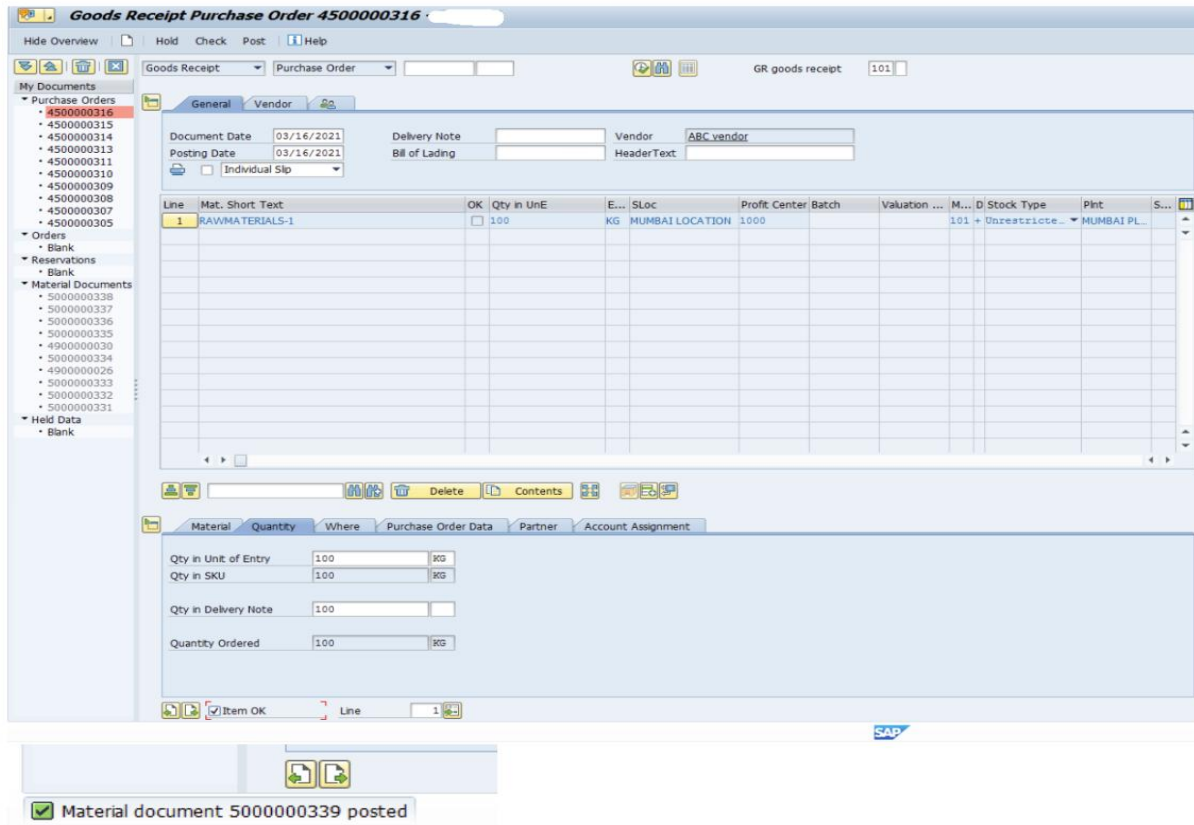 Goods Receipt Purchase Order 4500000316 -
Hide Overview Hold Check Post Help
Goods Receipt Purchase Order GR goods receipt 101
My Documents
Purchase Orders
4500000316
4500000315
4500000314
4500000313
4500000311
4500000310
4500000309
4500000308
4500000307
4500000305
Orders
Blank
Reservations
Blank
Material Documents
5000000338
5000000337
5000000336
5000000335
4900000030
5000000334
4900000026
5000000333
5000000332
5000000331
Held Data
Blank
General Vendor
Document Date 03/16/2021 Delivery Note Vendor ABC vendor
Posting Date 03/16/2021 Bill of Lading HeaderText
Individual Slip
Line Mat. Short Text OK Qty in UnE E... SLoc Profit Center Batch Valuation ... M... D Stock Type Plnt S...
1 RAWMATERIALS-1 100 KG MUMBAI LOCATION 1000 101 + Unrestricte... MUMBAI PL...
Delete Contents
Material Quantity Where Purchase Order Data Partner Account Assignment
Qty in Unit of Entry 100 KG
Qty in SKU 100 KG
Qty in Delivery Note 100
Quantity Ordered 100 KG
Item OK Line 1
SAP
Material document 5000000339 posted